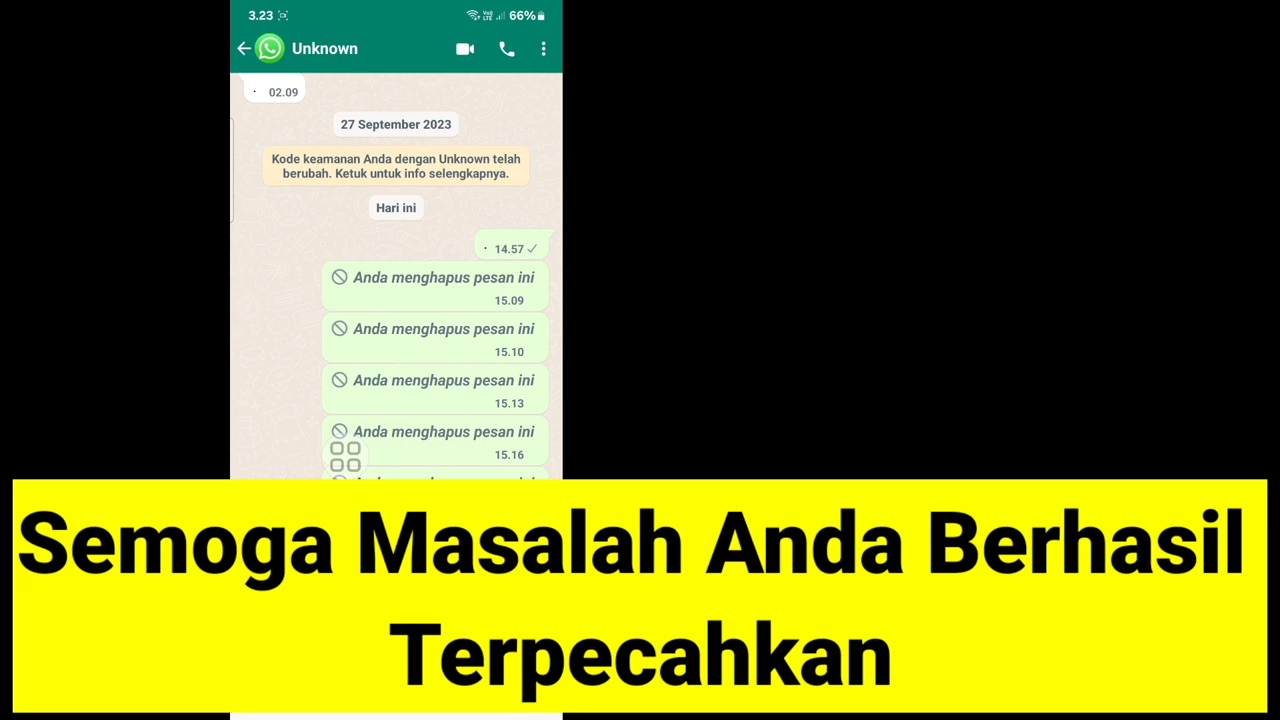 3.23 66%
Unknown
· 02.09
27 September 2023
Kode keamanan Anda dengan Unknown telah
berubah. Ketuk untuk info selengkapnya.
Hari ini
· 14.57
Anda menghapus pesan ini
15.09
Anda menghapus pesan ini
15.10
Anda menghapus pesan ini
15.13
Anda menghapus pesan ini
15.16
Semoga Masalah Anda Berhasil
Terpecahkan